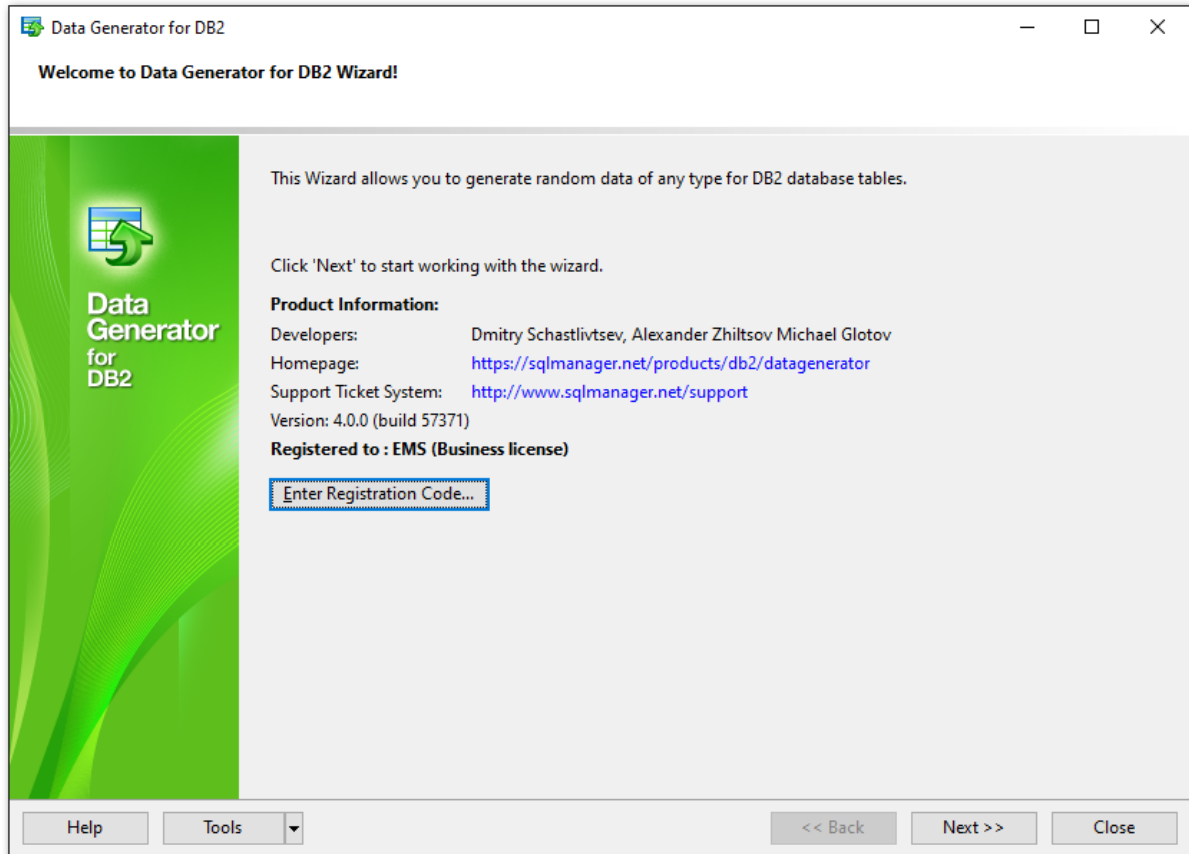 Data Generator for DB2
Welcome to Data Generator for DB2 Wizard!
Data
Generator
for
DB2
This Wizard allows you to generate random data of any type for DB2 database tables.
Click 'Next' to start working with the wizard.
Product Information:
Developers: Dmitry Schastlivtsev, Alexander Zhiltsov Michael Glotov
Homepage: https://sqlmanager.net/products/db2/datagenerator
Support Ticket System: http://www.sqlmanager.net/support
Version: 4.0.0 (build 57371)
Registered to : EMS (Business license)
Enter Registration Code...
Help Tools << Back Next >> Close